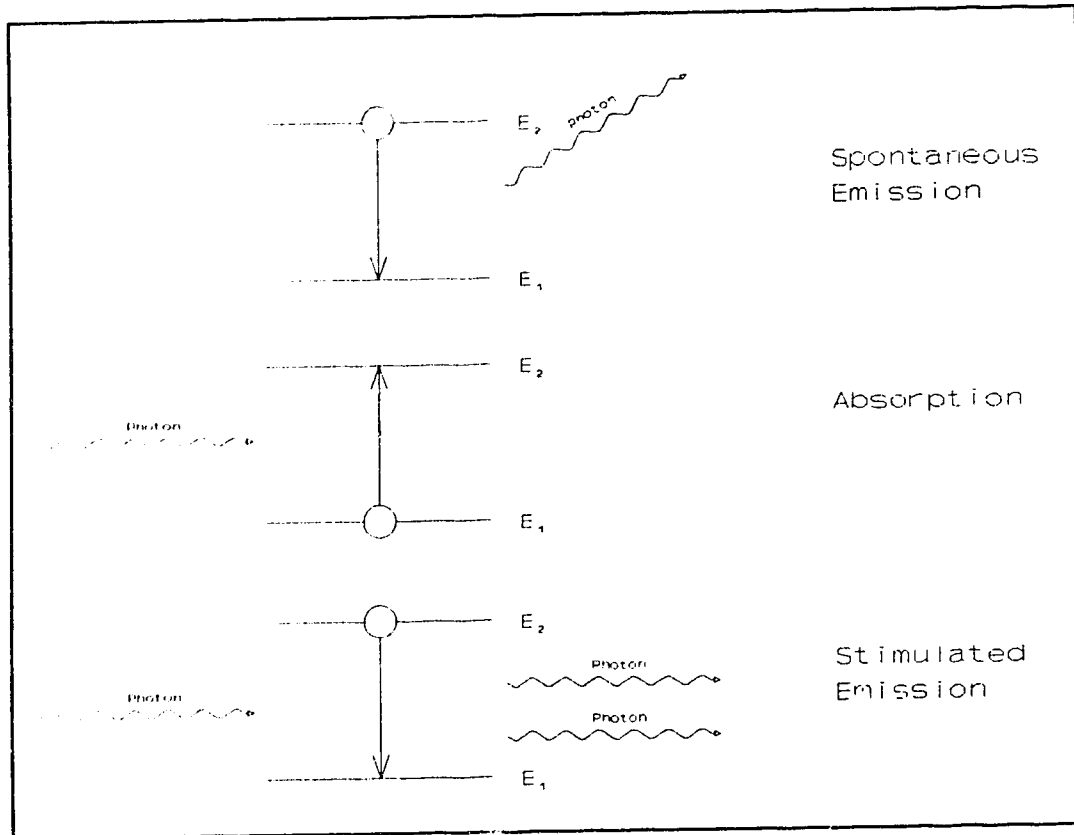 photon
E₂
Spontaneous
Emission
E₁
E₂
Absorption
Photon
E₁
E₂
Stimulated
Emission
Photon
Photon
Photon
E₁